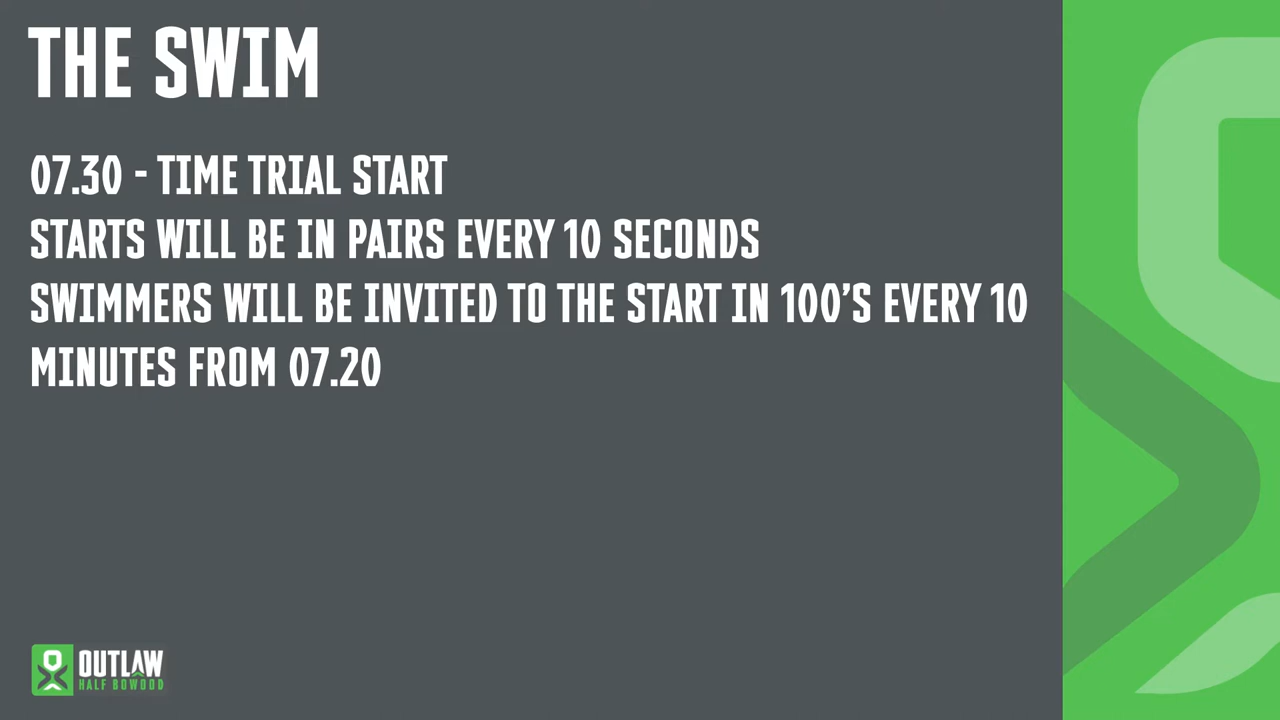 THE SWIM
07.30 - TIME TRIAL START
STARTS WILL BE IN PAIRS EVERY 10 SECONDS
SWIMMERS WILL BE INVITED TO THE START IN 100'S EVERY 10
MINUTES FROM 07.20
OUTLAW
HALF BOWOOD